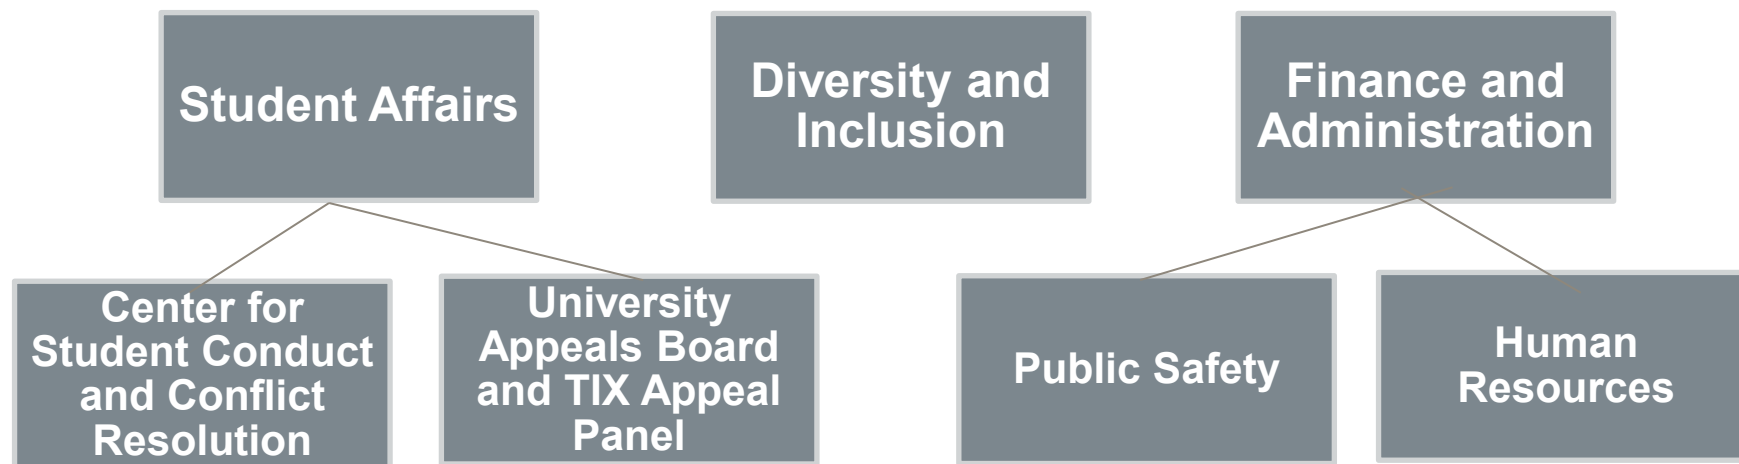 Student Affairs
Diversity and
Inclusion
Finance and
Administration
Center for
Student Conduct
and Conflict
Resolution
University
Appeals Board
and TIX Appeal
Panel
Public Safety
Human
Resources